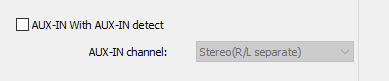 AUX-IN With AUX-IN detect
AUX-IN channel: Stereo(R/L separate)